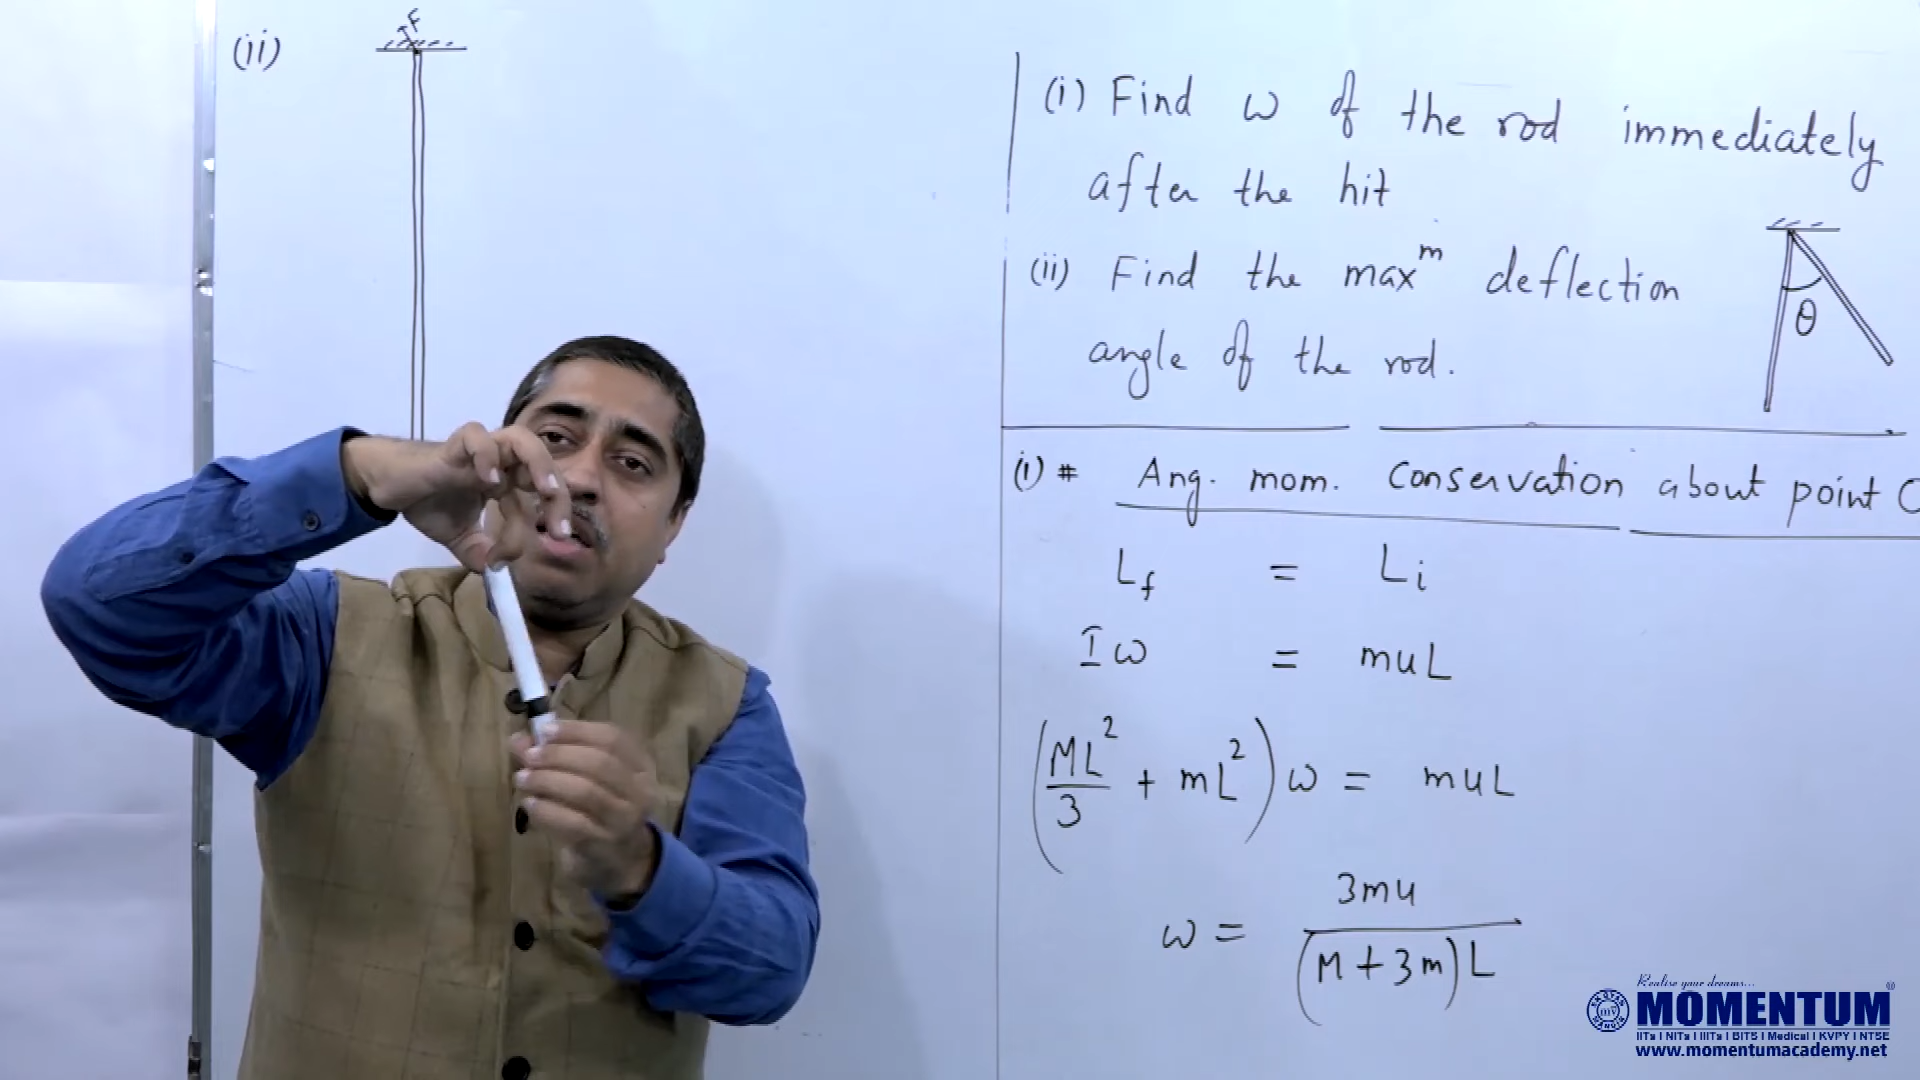 (ii)
F
(i) Find ω of the rod immediately
after the hit
(ii) Find the maxᵐ deflection
angle of the rod.
θ
(i) # Ang. mom. Conservation about point O
L_f = L_i
Iω = muL
(ML²/3 + mL²) ω = muL
ω = 3mu/(M + 3m)L
Realise your dreams...
MOMENTUM
IITs | NITs | IIITs | BITS | Medical | KVPY | NTSE
www.momentumacademy.net